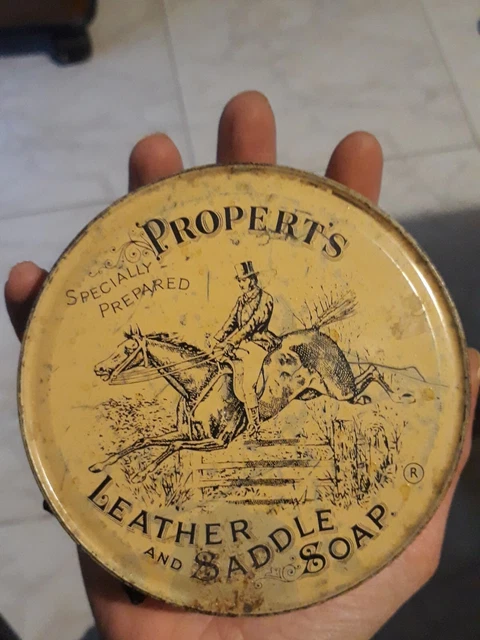 PROPERT'S
SPECIALLY
PREPARED
LEATHER
AND SADDLE
SOAP.
®